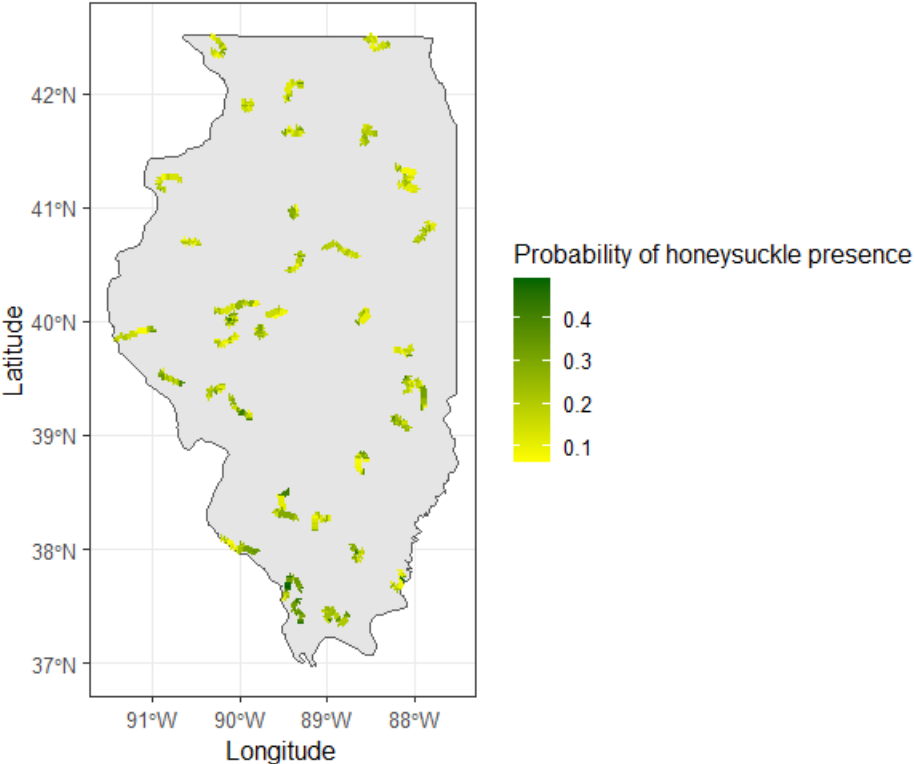 42°N
41°N
40°N
39°N
38°N
37°N
Latitude
91°W 90°W 89°W 88°W
Longitude
Probability of honeysuckle presence
0.4
0.3
0.2
0.1